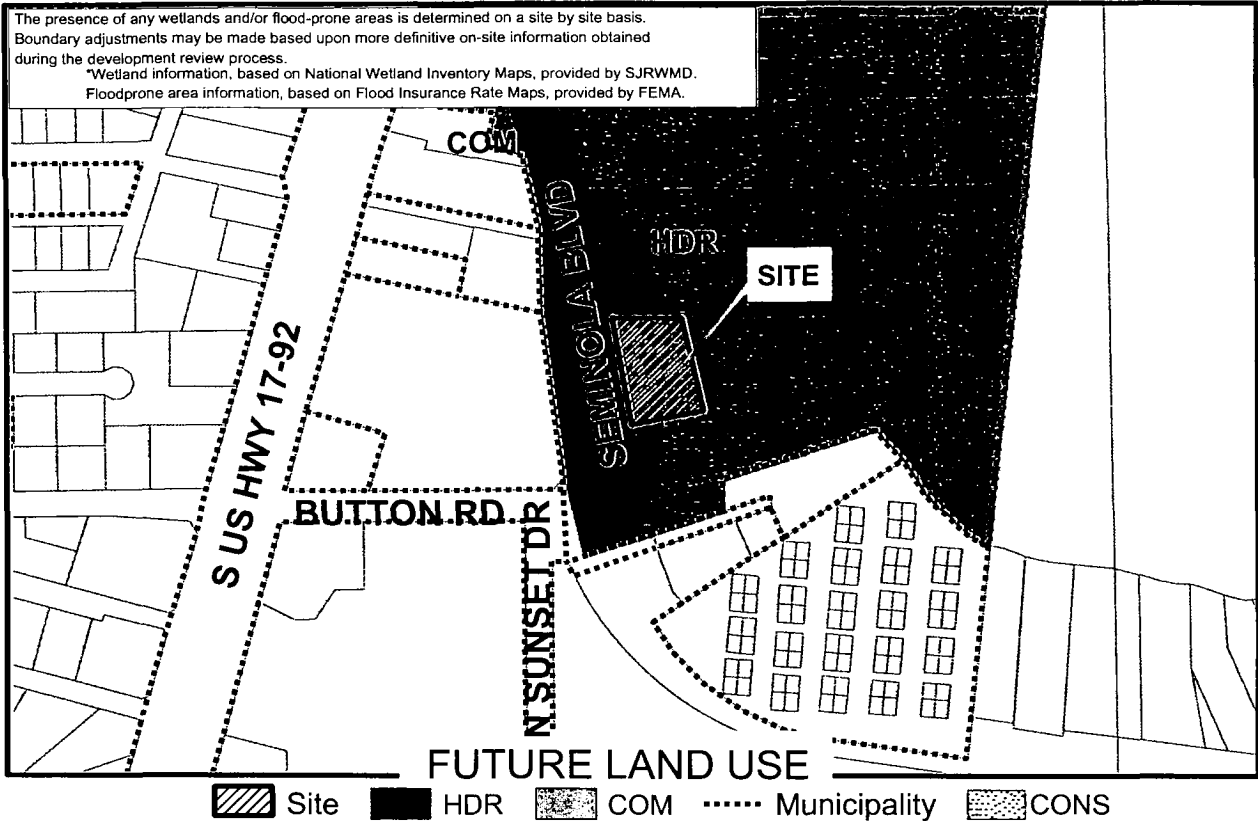 The presence of any wetlands and/or flood-prone areas is determined on a site by site basis.
Boundary adjustments may be made based upon more definitive on-site information obtained
during the development review process.
*Wetland information, based on National Wetland Inventory Maps, provided by SJRWMD.
Floodprone area information, based on Flood Insurance Rate Maps, provided by FEMA.
COM
SEMINOLA BLVD
HDR
SITE
S US HWY 17-92
BUTTON RD
N SUNSET DR
FUTURE LAND USE
Site HDR COM Municipality CONS